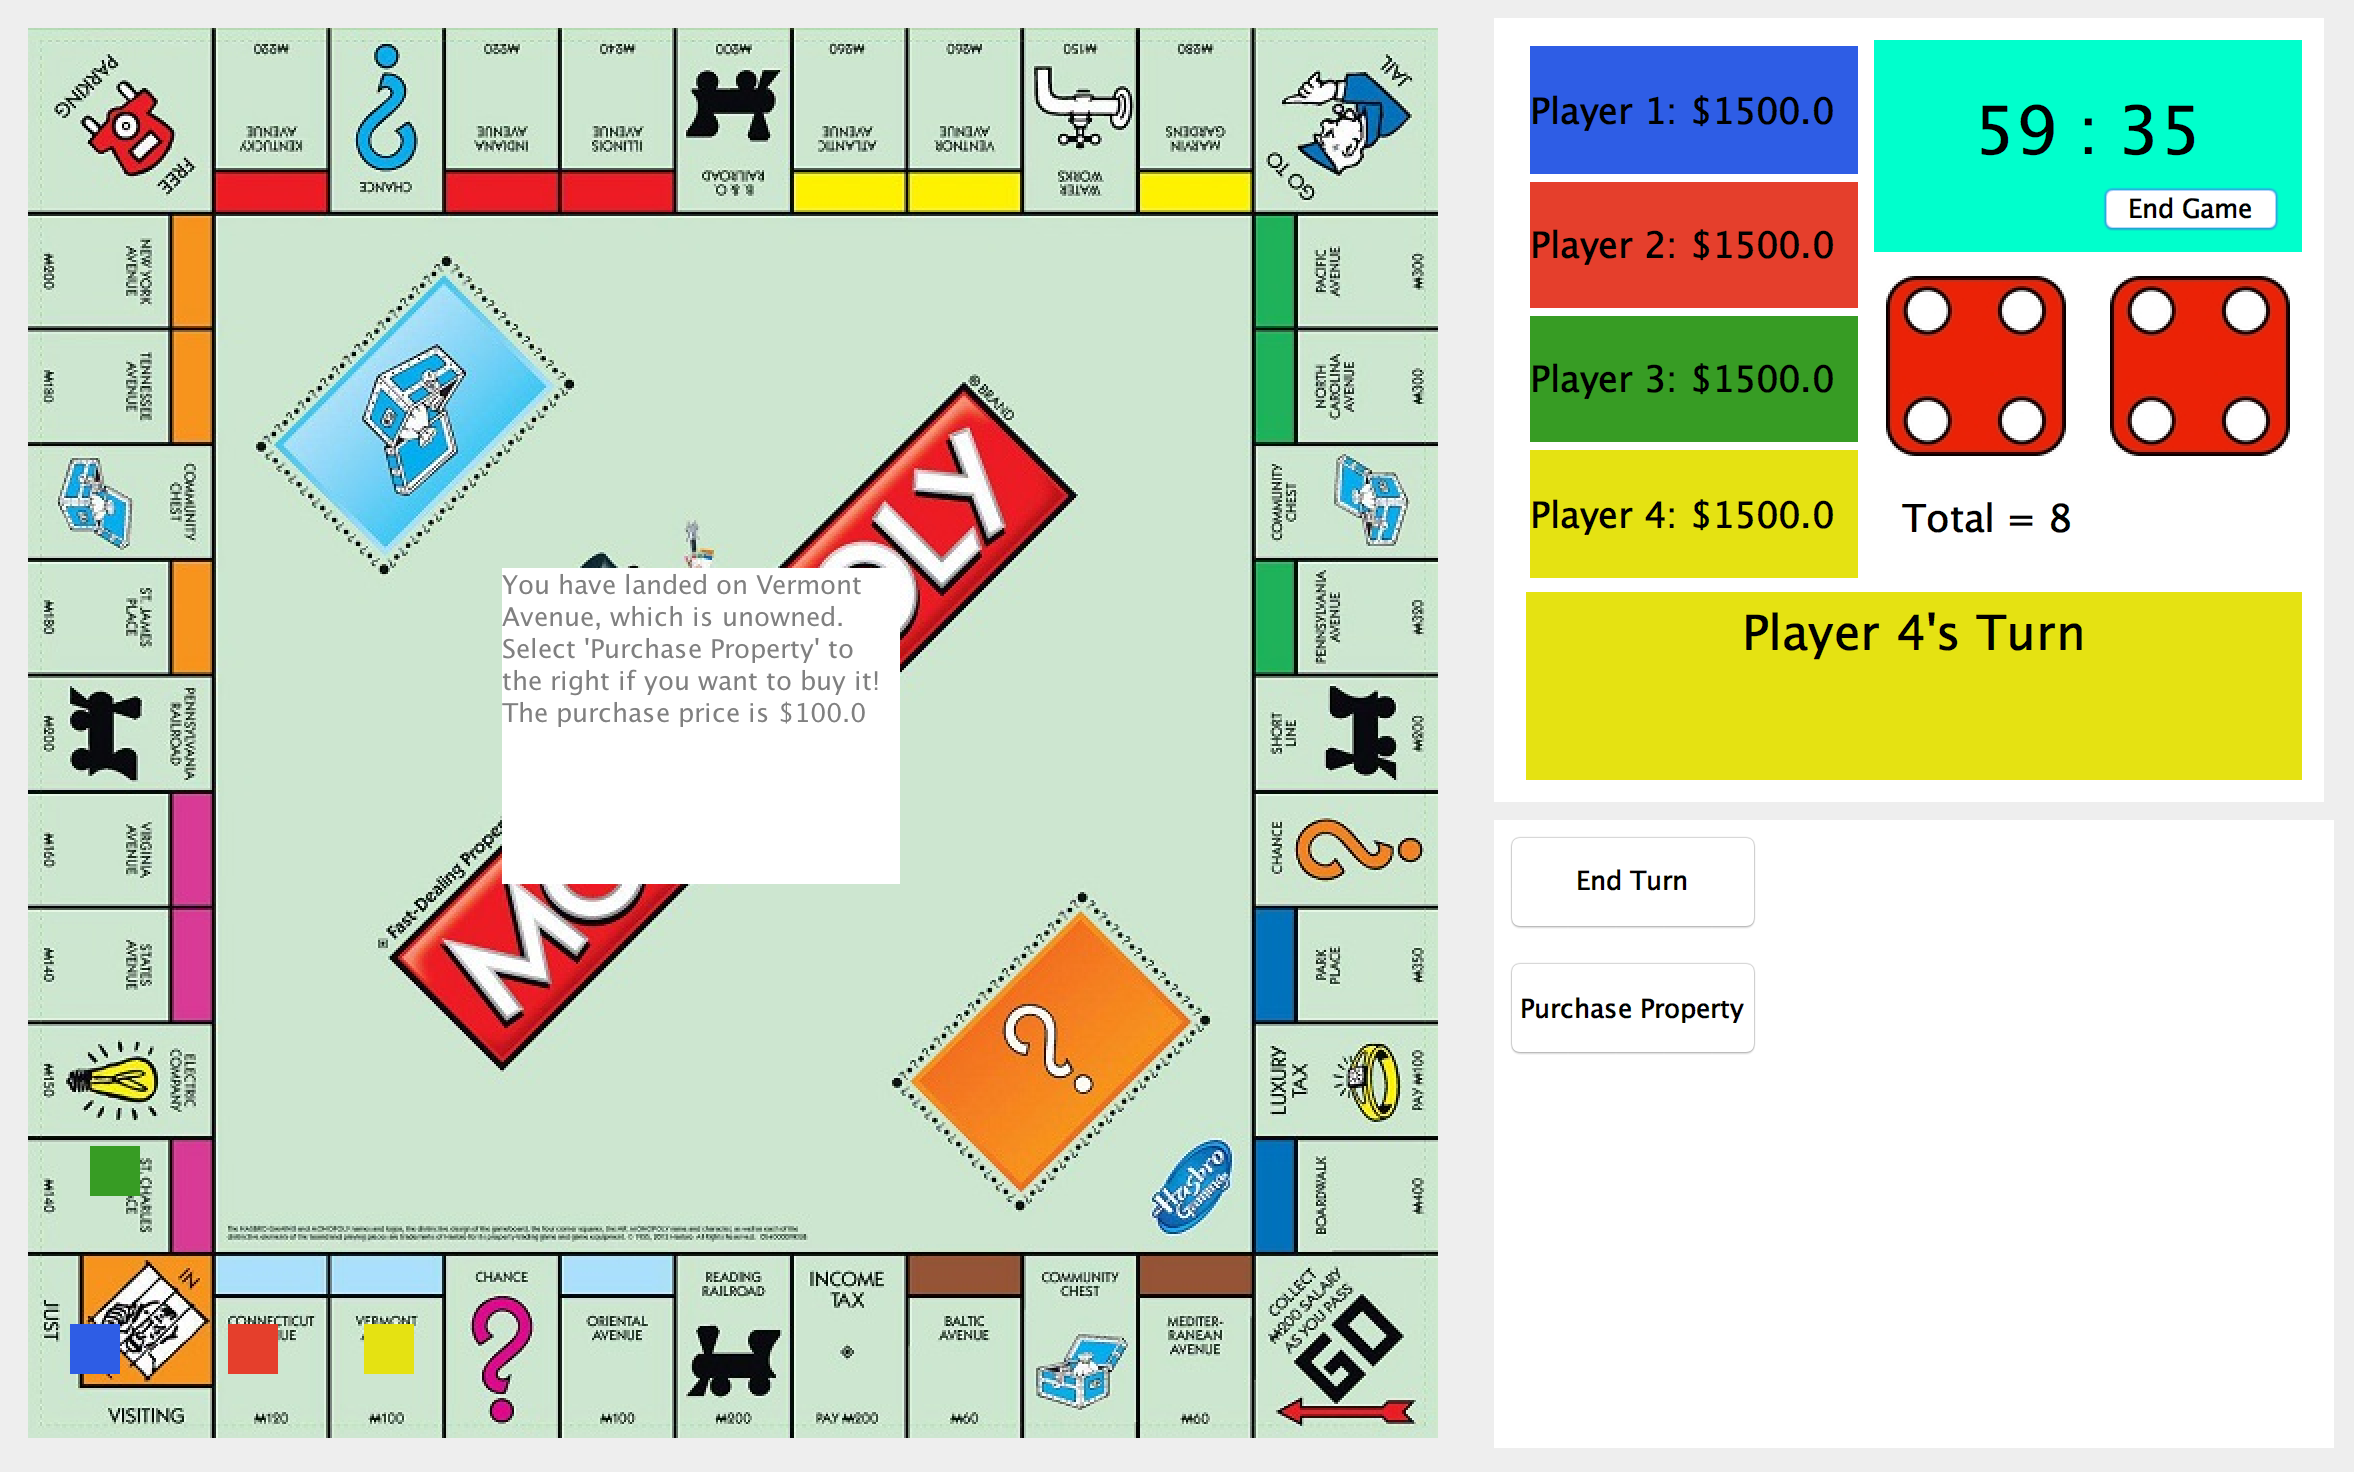 FREE
PARKING
KENTUCKY
AVENUE
₩220
CHANCE
INDIANA
AVENUE
₩220
ILLINOIS
AVENUE
₩240
B. & O.
RAILROAD
₩200
ATLANTIC
AVENUE
₩260
VENTNOR
AVENUE
₩260
WATER
WORKS
₩150
MARVIN
GARDENS
₩280
GO TO
JAIL
NEW YORK
AVENUE
₩200
TENNESSEE
AVENUE
₩180
COMMUNITY
CHEST
ST. JAMES
PLACE
₩180
PENNSYLVANIA
RAILROAD
₩200
VIRGINIA
AVENUE
₩160
STATES
AVENUE
₩140
ELECTRIC
COMPANY
₩150
ST. CHARLES
₩140
PACIFIC
AVENUE
₩300
NORTH
CAROLINA
AVENUE
₩300
COMMUNITY
CHEST
PENNSYLVANIA
AVENUE
₩320
SHORT
LINE
₩200
CHANCE
PARK
PLACE
₩350
LUXURY
TAX
PAY ₩100
BOARDWALK
₩400
® BRAND
OLY
MO
Fast-Dealing Proper
You have landed on Vermont
Avenue, which is unowned.
Select 'Purchase Property' to
the right if you want to buy it!
The purchase price is $100.0
Hasbro
Gaming
IN
JUST
VISITING
CONNECTICUT
₩120
VERMONT
₩100
CHANCE
ORIENTAL
AVENUE
₩100
READING
RAILROAD
₩200
INCOME
TAX
PAY ₩200
BALTIC
AVENUE
₩60
COMMUNITY
CHEST
MEDITER-
RANEAN
AVENUE
₩60
COLLECT
₩200 SALARY
AS YOU PASS
GO
Player 1: $1500.0
Player 2: $1500.0
Player 3: $1500.0
Player 4: $1500.0
59 : 35
End Game
Total = 8
Player 4's Turn
End Turn
Purchase Property